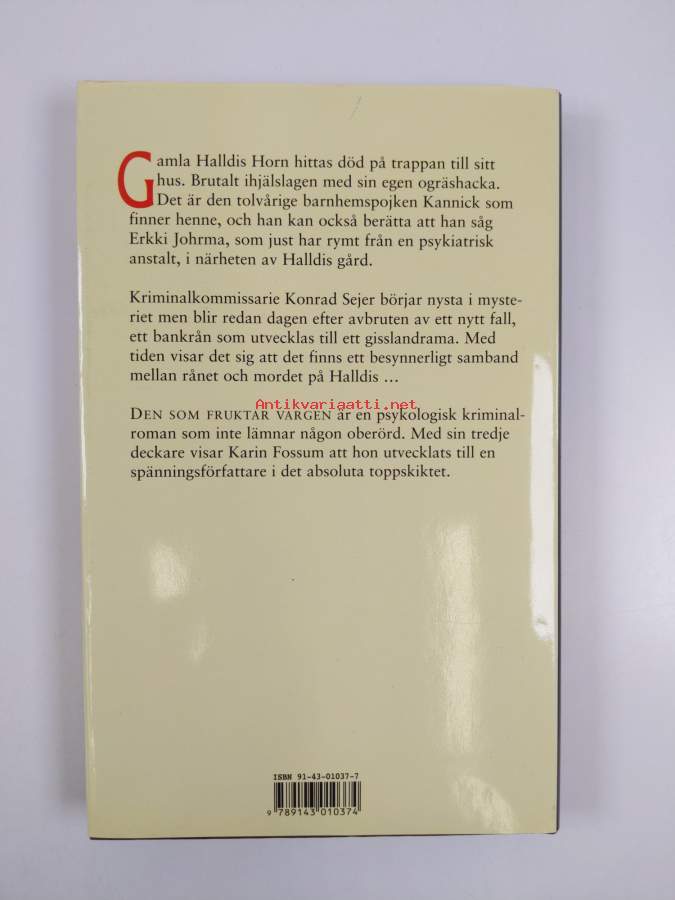 Gamla Halldis Horn hittas död på trappan till sitt
hus. Brutalt ihjälslagen med sin egen ogräshacka.
Det är den tolvårige barnhemspojken Kannick som
finner henne, och han kan också berätta att han såg
Erkki Johrma, som just har rymt från en psykiatrisk
anstalt, i närheten av Halldis gård.
Kriminalkommissarie Konrad Sejer börjar nysta i myste-
riet men blir redan dagen efter avbruten av ett nytt fall,
ett bankrån som utvecklas till ett gisslandrama. Med
tiden visar det sig att det finns ett besynnerligt samband
mellan rånet och mordet på Halldis ...
Antikvariaatti.net
DEN SOM FRUKTAR VARGEN är en psykologisk kriminal-
roman som inte lämnar någon oberörd. Med sin tredje
deckare visar Karin Fossum att hon utvecklats till en
spänningsförfattare i det absoluta toppskiktet.
ISBN 91-43-01037-7
9 789143 010374